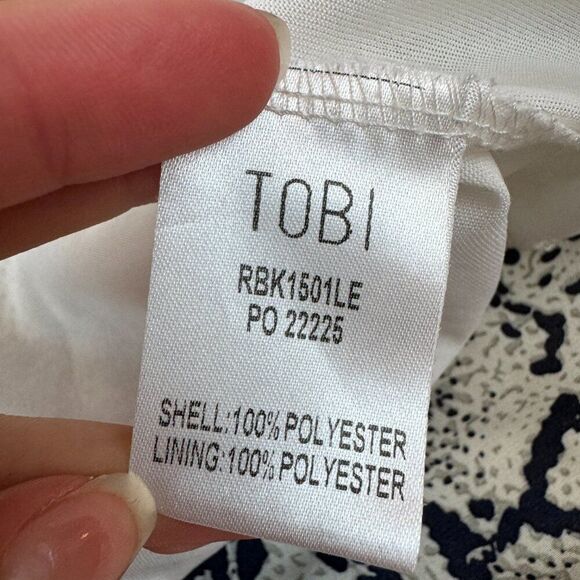 TOBI
RBK1501LE
PO 22225
SHELL:100% POLYESTER
LINING:100% POLYESTER